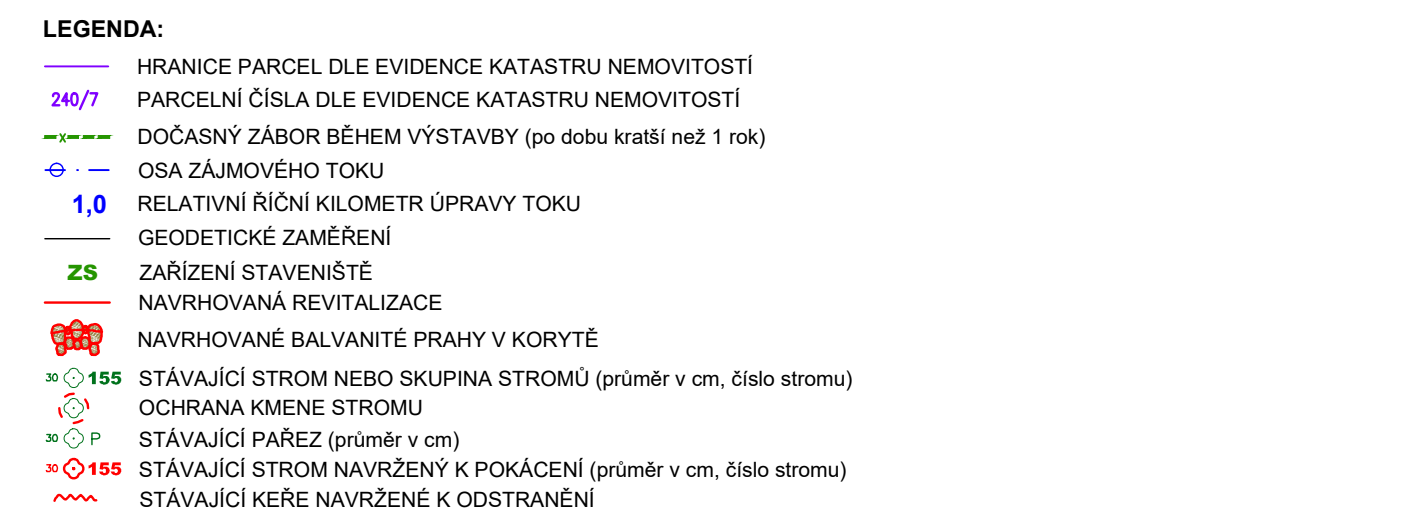 LEGENDA:
HRANICE PARCEL DLE EVIDENCE KATASTRU NEMOVITOSTÍ
240/7 PARCELNÍ ČÍSLA DLE EVIDENCE KATASTRU NEMOVITOSTÍ
x DOČASNÝ ZÁBOR BĚHEM VÝSTAVBY (po dobu kratší než 1 rok)
OSA ZÁJMOVÉHO TOKU
1,0 RELATIVNÍ ŘÍČNÍ KILOMETR ÚPRAVY TOKU
GEODETICKÉ ZAMĚŘENÍ
ZS ZAŘÍZENÍ STAVENIŠTĚ
NAVRHOVANÁ REVITALIZACE
NAVRHOVANÉ BALVANITÉ PRAHY V KORYTĚ
30 155 STÁVAJÍCÍ STROM NEBO SKUPINA STROMŮ (průměr v cm, číslo stromu)
OCHRANA KMENE STROMU
30 P STÁVAJÍCÍ PAŘEZ (průměr v cm)
30 155 STÁVAJÍCÍ STROM NAVRŽENÝ K POKÁCENÍ (průměr v cm, číslo stromu)
STÁVAJÍCÍ KEŘE NAVRŽENÉ K ODSTRANĚNÍ